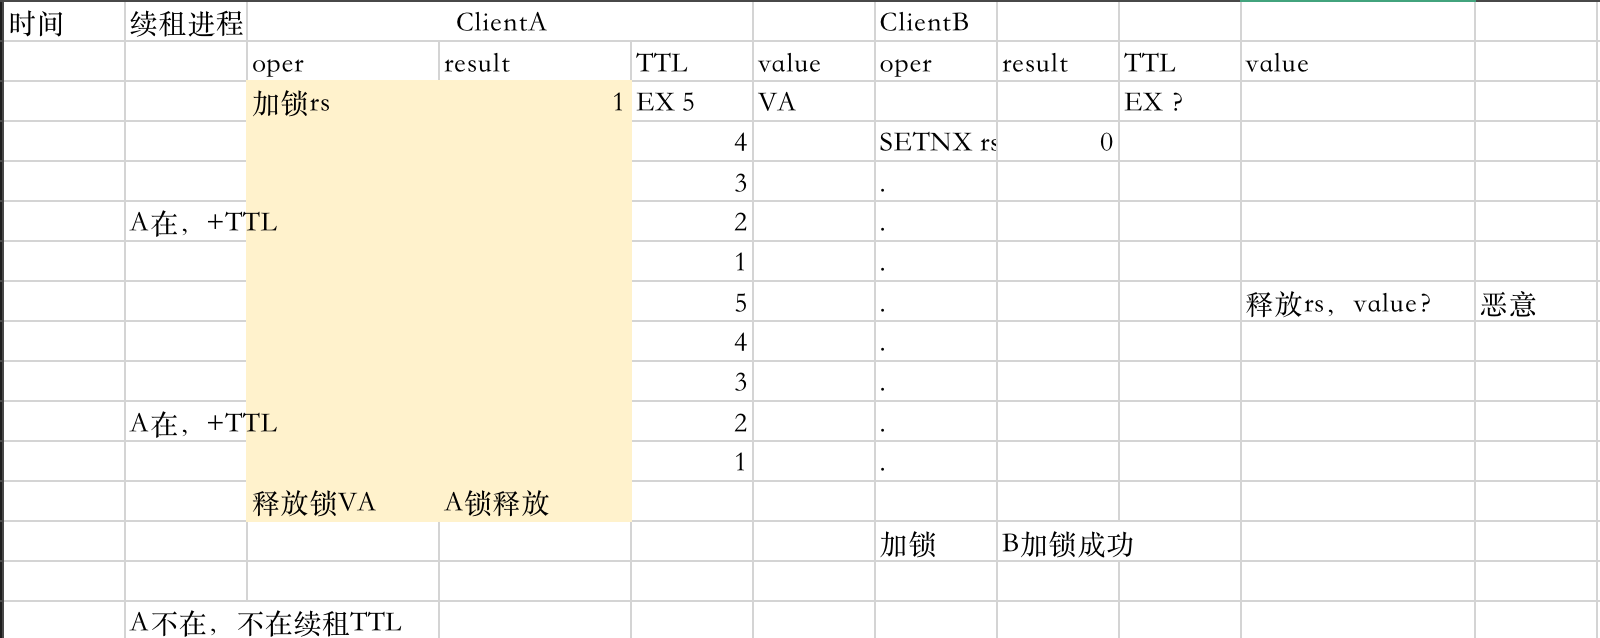 时间 续租进程 ClientA ClientB
oper result TTL value oper result TTL value
加锁rs 1 EX 5 VA EX ?
4 SETNX rs 0
3 .
A在，+TTL 2 .
1 .
5 . 释放rs，value? 恶意
4 .
3 .
A在，+TTL 2 .
1 .
释放锁VA A锁释放
加锁 B加锁成功
A不在，不在续租TTL